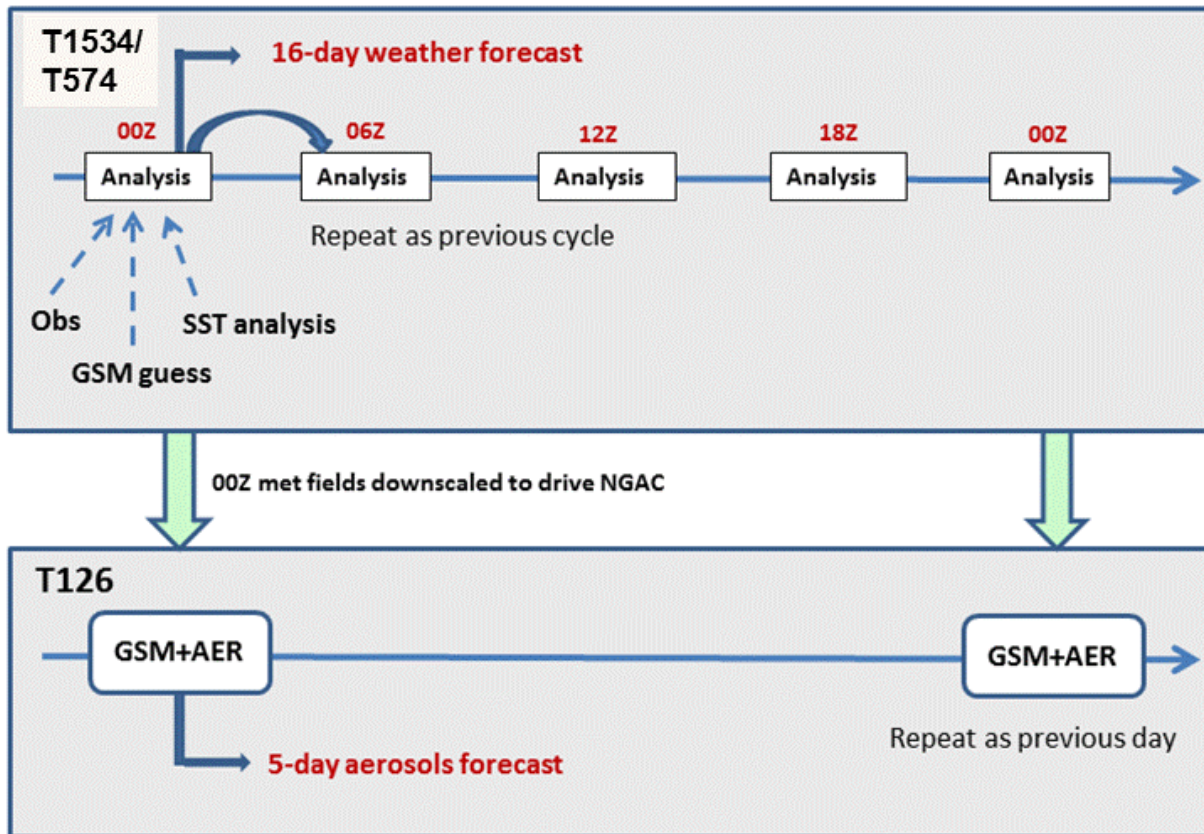 T1534/
T574
16-day weather forecast
00Z 06Z 12Z 18Z 00Z
Analysis Analysis Analysis Analysis Analysis
Repeat as previous cycle
Obs SST analysis
GSM guess
00Z met fields downscaled to drive NGAC
T126
GSM+AER GSM+AER
Repeat as previous day
5-day aerosols forecast